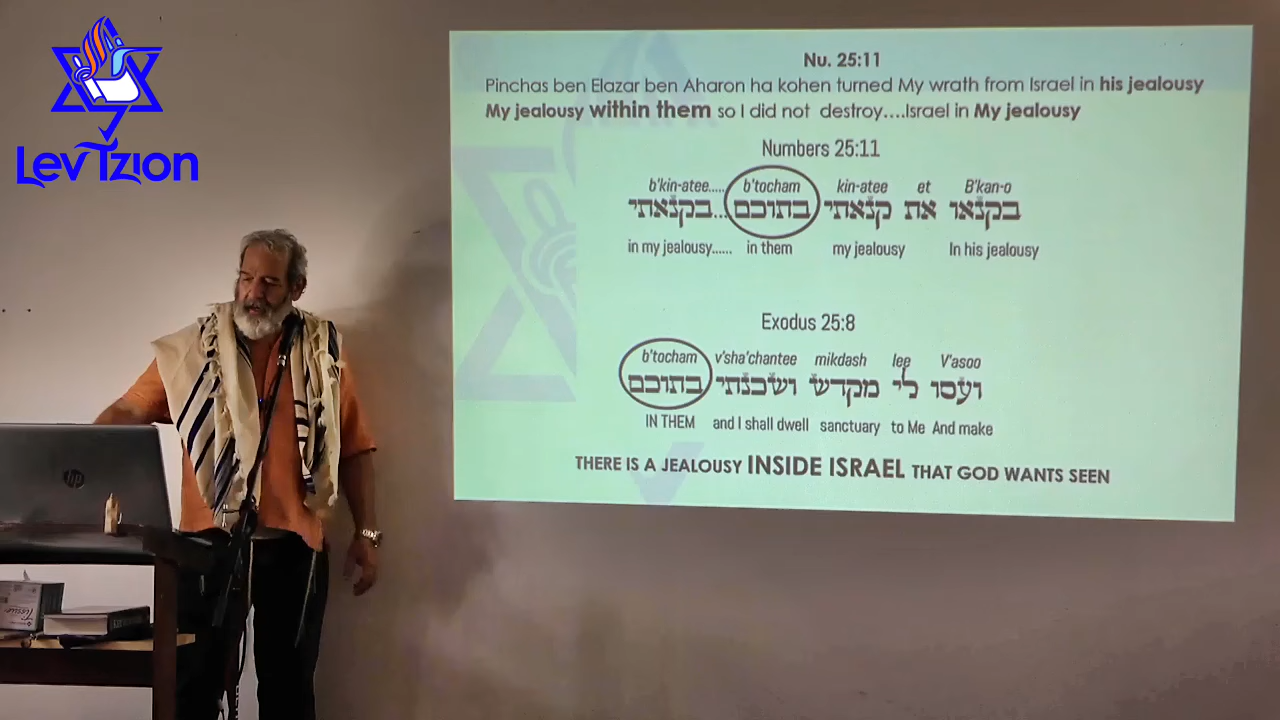 Lev Tzion
Nu. 25:11
Pinchas ben Elazar ben Aharon ha kohen turned My wrath from Israel in his jealousy
My jealousy within them so I did not destroy....Israel in My jealousy
Numbers 25:11
b'kin-atee..... b'tocham kin-atee et B'kan-o
בקנאו את קנאתי בתוכם...בקנאתי
in my jealousy...... in them my jealousy In his jealousy
Exodus 25:8
b'tocham v'sha'chantee mikdash lee V'asoo
ועסו לי מקדש ושכנתי בתוכם
IN THEM and I shall dwell sanctuary to Me And make
THERE IS A JEALOUSY INSIDE ISRAEL THAT GOD WANTS SEEN
hp
Tissue